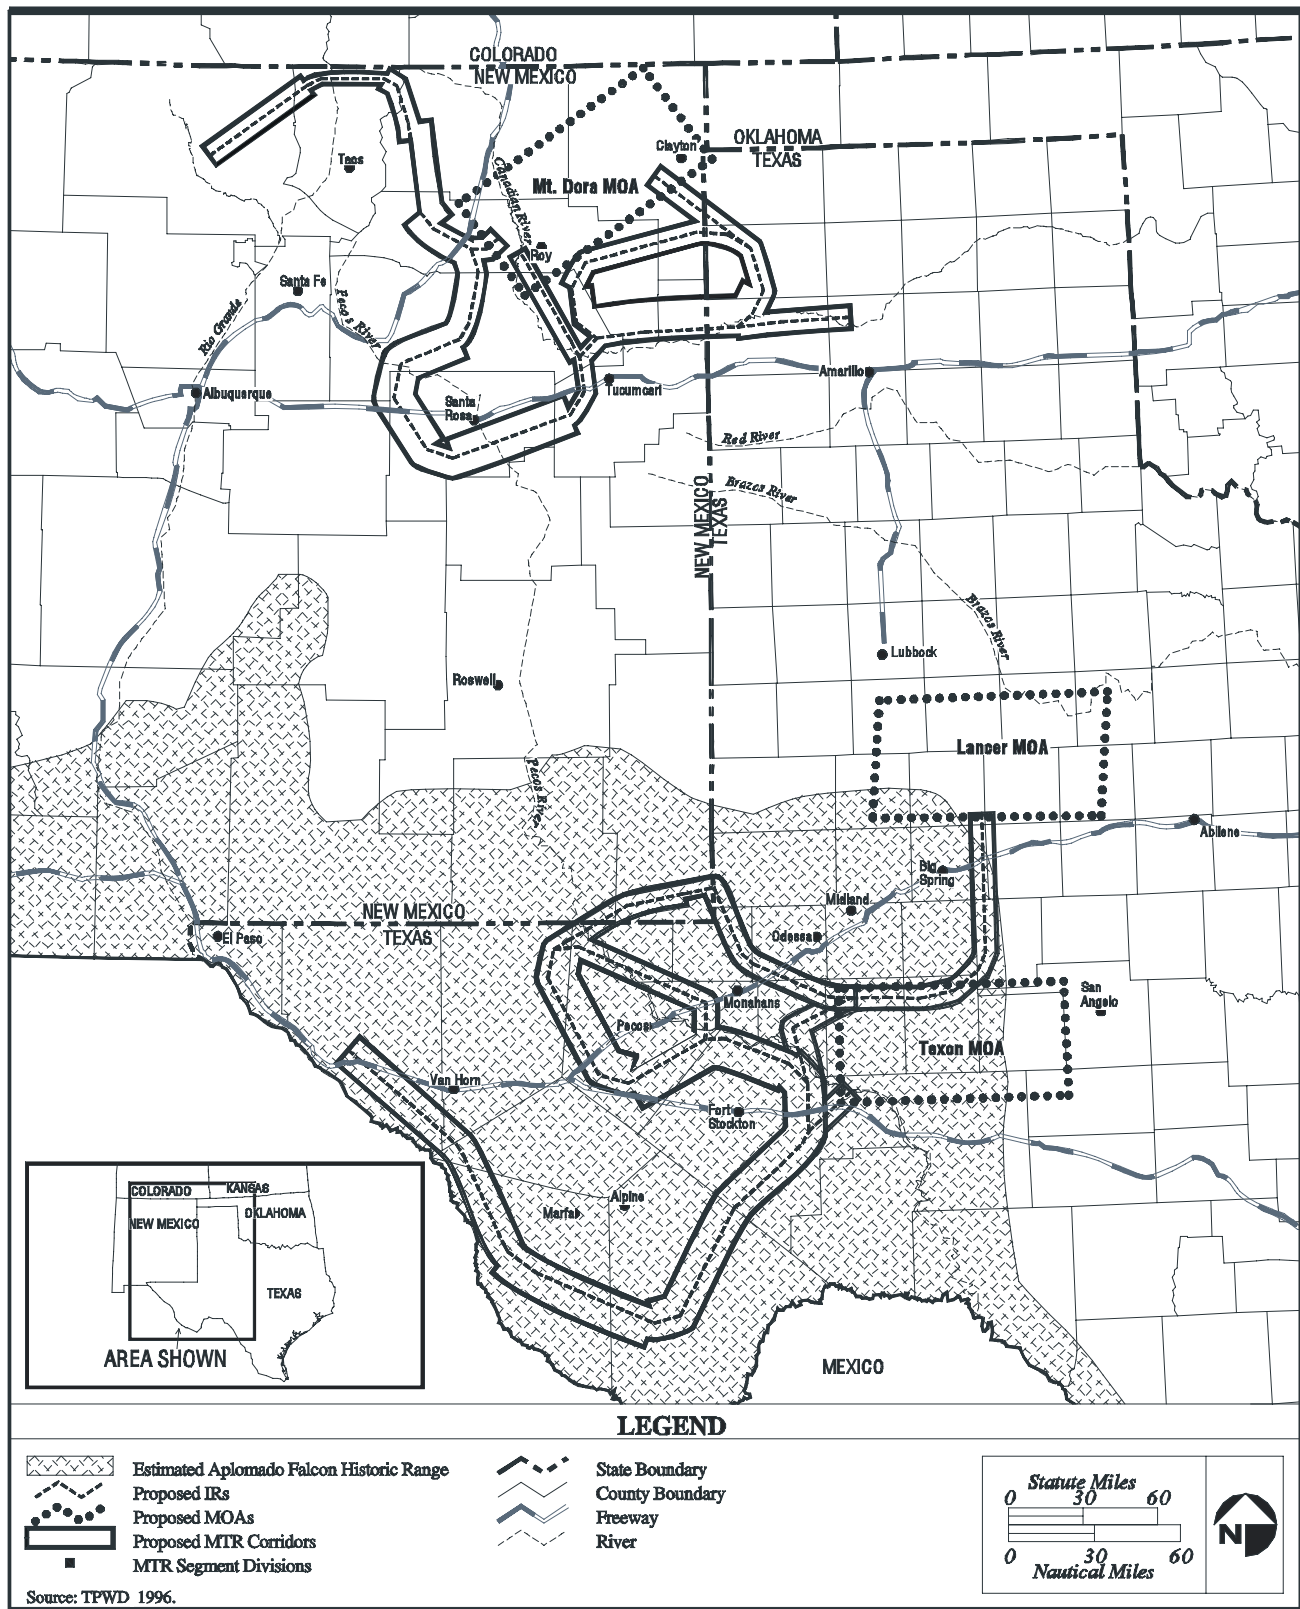 COLORADO
NEW MEXICO
OKLAHOMA
TEXAS
Clayton
Taos
Canadian River
Mt. Dora MOA
Roy
Santa Fe
Pecos River
Rio Grande
Albuquerque
Santa
Rosa
Tucumcari
Amarillo
Red River
Brazos River
NEW MEXICO
TEXAS
Brazos River
Lubbock
Roswell
Lancer MOA
Pecos River
Abilene
Big
Spring
Midland
Odessa
NEW MEXICO
TEXAS
El Paso
Monahans
San
Angelo
Pecos
Texon MOA
Van Horn
Fort
Stockton
Alpine
Marfa
MEXICO
COLORADO
KANSAS
NEW MEXICO
OKLAHOMA
TEXAS
AREA SHOWN
LEGEND
Estimated Aplomado Falcon Historic Range
Proposed IRs
Proposed MOAs
Proposed MTR Corridors
MTR Segment Divisions
State Boundary
County Boundary
Freeway
River
Statute Miles
0 30 60
0 30 60
Nautical Miles
N
Source: TPWD 1996.